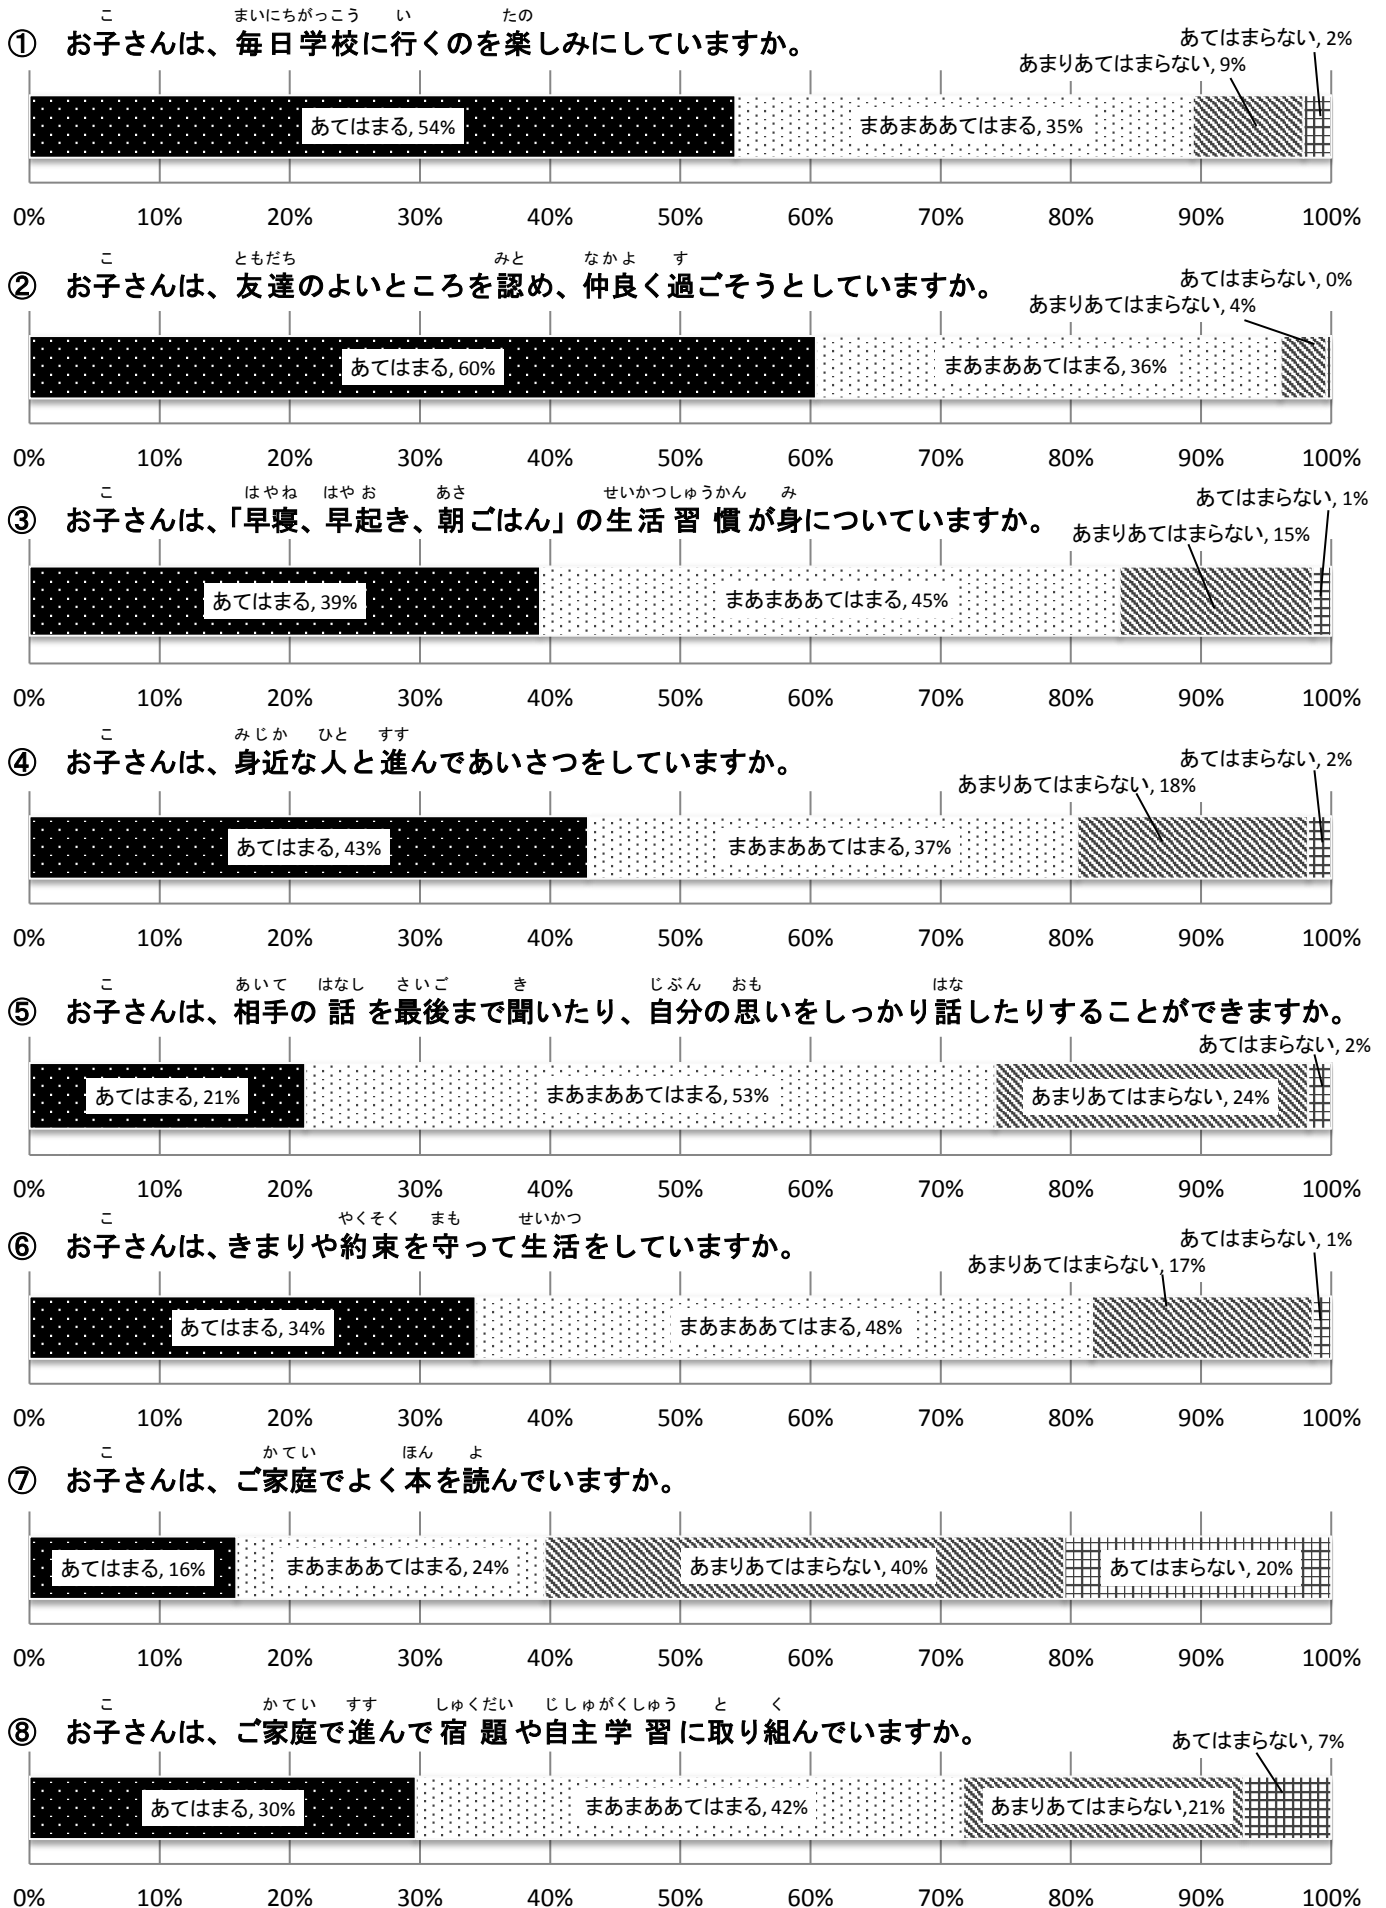 こ まいにちがっこう い たの
① お子さんは、毎日学校に行くのを楽しみにしていますか。
あてはまらない, 2%
あまりあてはまらない, 9%
あてはまる, 54% まあまああてはまる, 35%
0% 10% 20% 30% 40% 50% 60% 70% 80% 90% 100%
こ ともだち みと なかよ す
② お子さんは、友達のよいところを認め、仲良く過ごそうとしていますか。
あてはまらない, 0%
あまりあてはまらない, 4%
あてはまる, 60% まあまああてはまる, 36%
0% 10% 20% 30% 40% 50% 60% 70% 80% 90% 100%
こ はやね はやお あさ せいかつしゅうかん み
③ お子さんは、「早寝、早起き、朝ごはん」の生活習慣が身についていますか。
あてはまらない, 1%
あまりあてはまらない, 15%
あてはまる, 39% まあまああてはまる, 45%
0% 10% 20% 30% 40% 50% 60% 70% 80% 90% 100%
こ みじか ひと すす
④ お子さんは、身近な人と進んであいさつをしていますか。
あてはまらない, 2%
あまりあてはまらない, 18%
あてはまる, 43% まあまああてはまる, 37%
0% 10% 20% 30% 40% 50% 60% 70% 80% 90% 100%
こ あいて はなし さいご き じぶん おも はな
⑤ お子さんは、相手の話を最後まで聞いたり、自分の思いをしっかり話したりすることができますか。
あてはまらない, 2%
あてはまる, 21% まあまああてはまる, 53% あまりあてはまらない, 24%
0% 10% 20% 30% 40% 50% 60% 70% 80% 90% 100%
こ やくそく まも せいかつ
⑥ お子さんは、きまりや約束を守って生活をしていますか。
あてはまらない, 1%
あまりあてはまらない, 17%
あてはまる, 34% まあまああてはまる, 48%
0% 10% 20% 30% 40% 50% 60% 70% 80% 90% 100%
こ かてい ほん よ
⑦ お子さんは、ご家庭でよく本を読んでいますか。
あてはまる, 16% まあまああてはまる, 24% あまりあてはまらない, 40% あてはまらない, 20%
0% 10% 20% 30% 40% 50% 60% 70% 80% 90% 100%
こ かてい すす しゅくだい じしゅがくしゅう と く
⑧ お子さんは、ご家庭で進んで宿題や自主学習に取り組んでいますか。
あてはまらない, 7%
あてはまる, 30% まあまああてはまる, 42% あまりあてはまらない,21%
0% 10% 20% 30% 40% 50% 60% 70% 80% 90% 100%